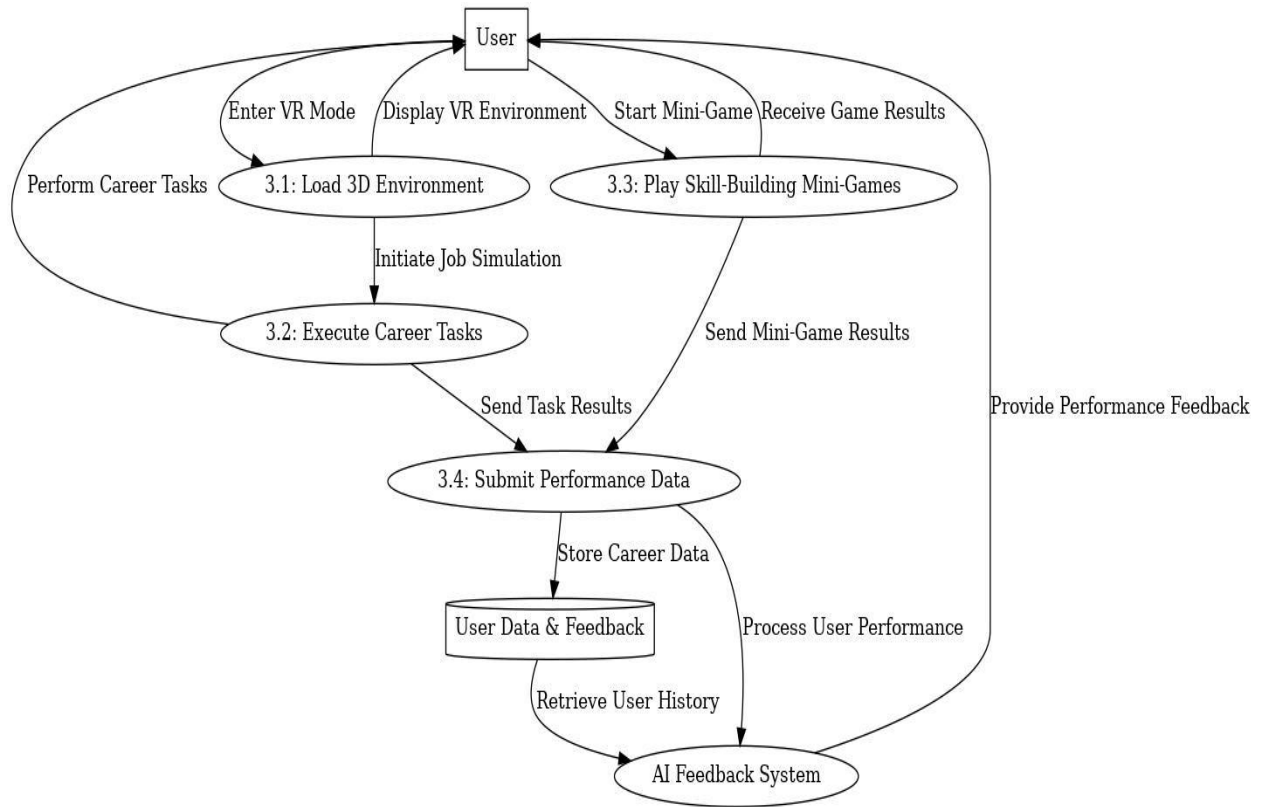 User
Enter VR Mode
Display VR Environment
Start Mini-Game
Receive Game Results
Perform Career Tasks
3.1: Load 3D Environment
3.3: Play Skill-Building Mini-Games
Initiate Job Simulation
3.2: Execute Career Tasks
Send Mini-Game Results
Send Task Results
Provide Performance Feedback
3.4: Submit Performance Data
Store Career Data
User Data & Feedback
Process User Performance
Retrieve User History
AI Feedback System